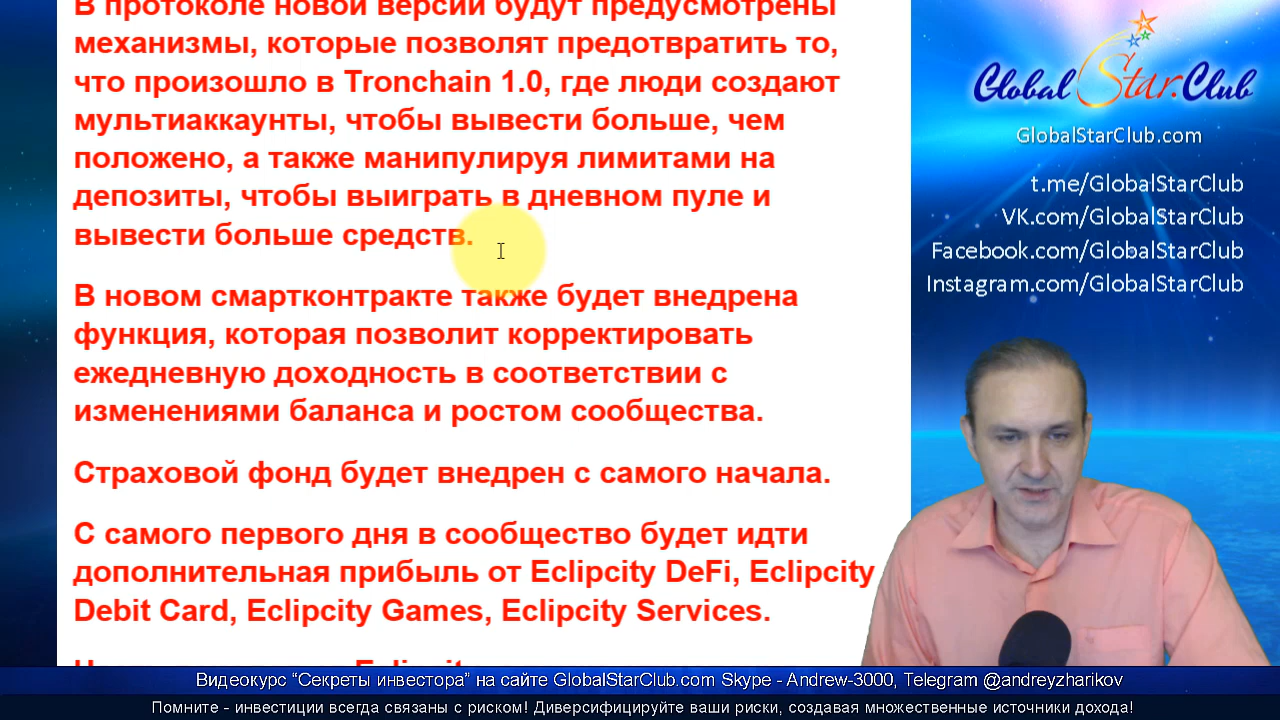 В протоколе новой версии будут предусмотрены
механизмы, которые позволят предотвратить то,
что произошло в Tronchain 1.0, где люди создают
мультиаккаунты, чтобы вывести больше, чем
положено, а также манипулируя лимитами на
депозиты, чтобы выиграть в дневном пуле и
вывести больше средств.
В новом смартконтракте также будет внедрена
функция, которая позволит корректировать
ежедневную доходность в соответствии с
изменениями баланса и ростом сообщества.
Страховой фонд будет внедрен с самого начала.
С самого первого дня в сообщество будет идти
дополнительная прибыль от Eclipcity DeFi, Eclipcity
Debit Card, Eclipcity Games, Eclipcity Services.
Eclipcity
Global Star.Club
GlobalStarClub.com
t.me/GlobalStarClub
VK.com/GlobalStarClub
Facebook.com/GlobalStarClub
Instagram.com/GlobalStarClub
Видеокурс “Секреты инвестора” на сайте GlobalStarClub.com Skype - Andrew-3000, Telegram @andreyzharikov
Помните - инвестиции всегда связаны с риском! Диверсифицируйте ваши риски, создавая множественные источники дохода!